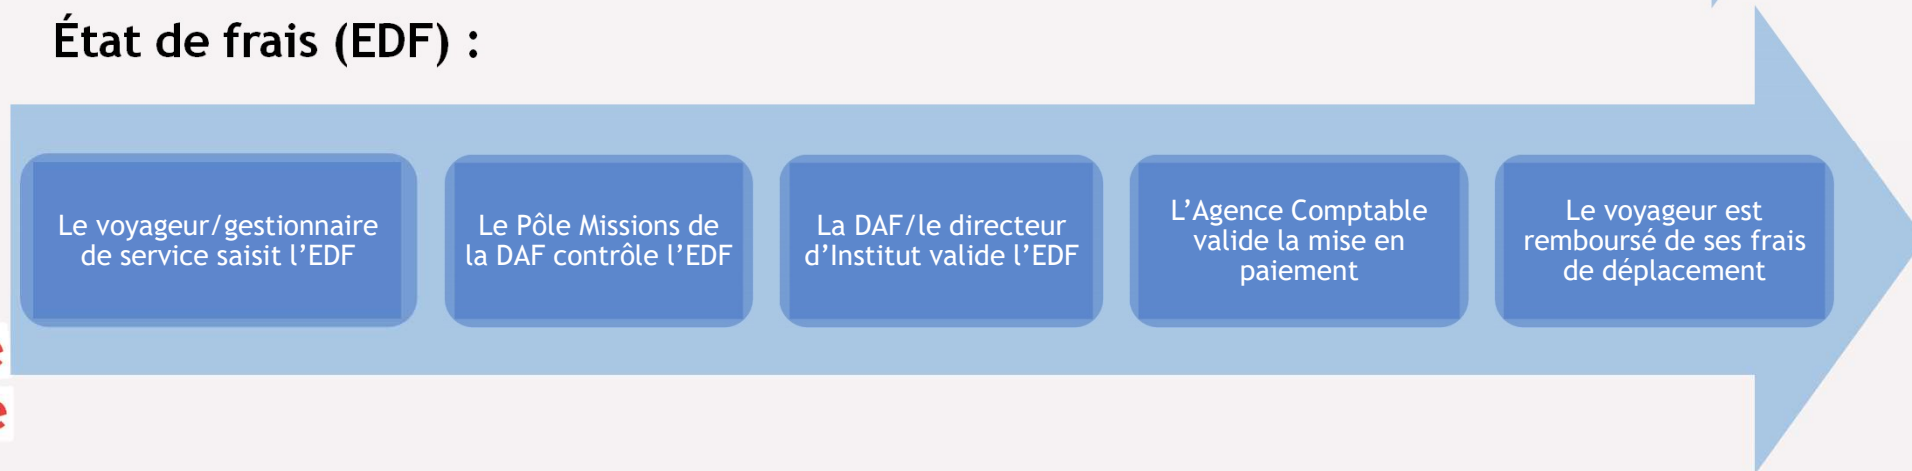 État de frais (EDF) :
Le voyageur/gestionnaire
de service saisit l’EDF
Le Pôle Missions de
la DAF contrôle l’EDF
La DAF/le directeur
d’Institut valide l’EDF
L’Agence Comptable
valide la mise en
paiement
Le voyageur est
remboursé de ses frais
de déplacement